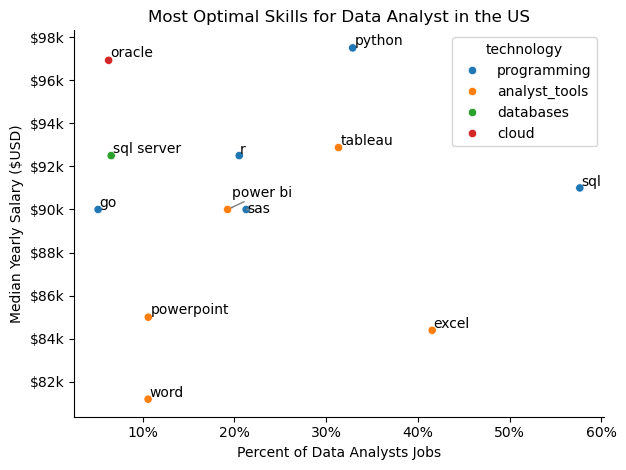 Most Optimal Skills for Data Analyst in the US
Median Yearly Salary ($USD)
$98k
$96k
$94k
$92k
$90k
$88k
$86k
$84k
$82k
oracle
python
technology
programming
analyst_tools
databases
cloud
sql server
r
tableau
sql
power bi
go
sas
powerpoint
excel
word
10%
20%
30%
40%
50%
60%
Percent of Data Analysts Jobs